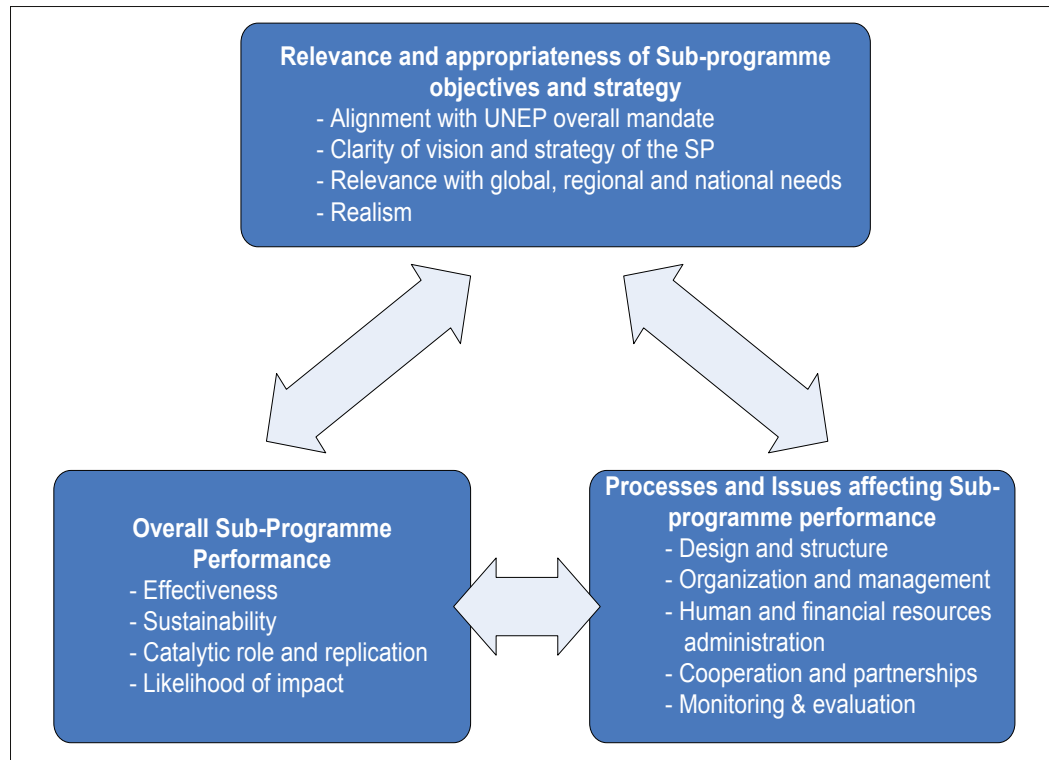 Relevance and appropriateness of Sub-programme
objectives and strategy
- Alignment with UNEP overall mandate
- Clarity of vision and strategy of the SP
- Relevance with global, regional and national needs
- Realism
Overall Sub-Programme
Performance
- Effectiveness
- Sustainability
- Catalytic role and replication
- Likelihood of impact
Processes and Issues affecting Sub-
programme performance
- Design and structure
- Organization and management
- Human and financial resources
administration
- Cooperation and partnerships
- Monitoring & evaluation